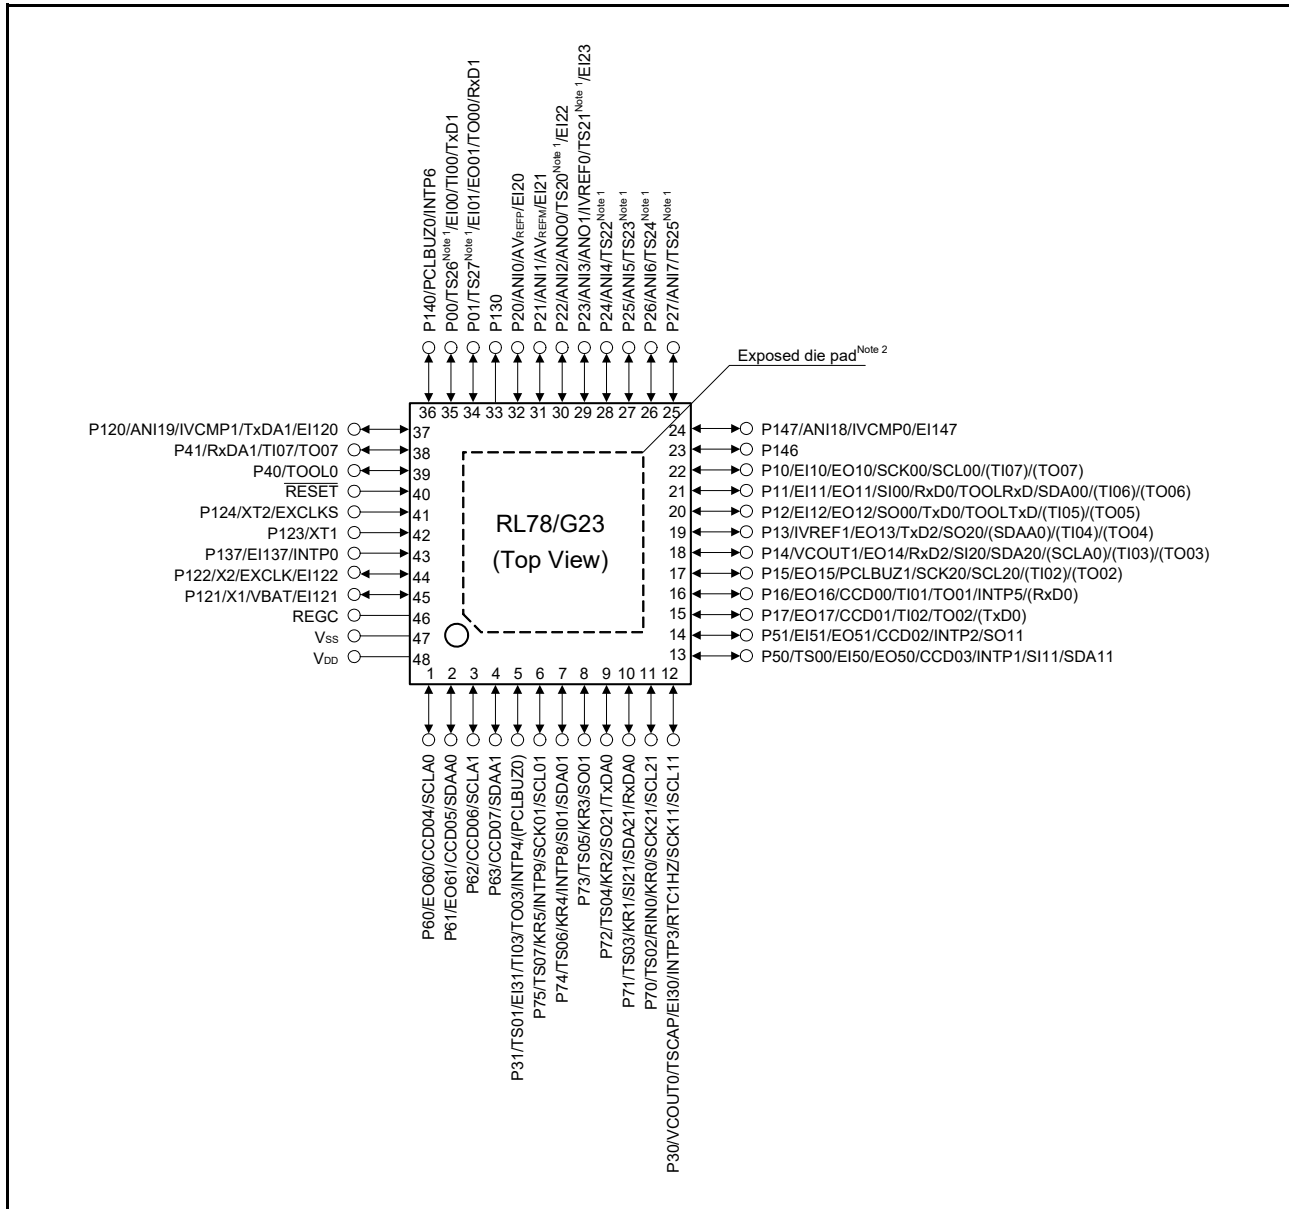 P140/PCLBUZ0/INTP6
P00/TS26Note 1/EI00/TI00/TxD1
P01/TS27Note 1/EI01/EO01/TO00/RxD1
P130
P20/ANI0/AVREFP/EI20
P21/ANI1/AVREFM/EI21
P22/ANI2/ANO0/TS20Note 1/EI22
P23/ANI3/ANO1/IVREF0/TS21Note 1/EI23
P24/ANI4/TS22Note 1
P25/ANI5/TS23Note 1
P26/ANI6/TS24Note 1
P27/ANI7/TS25Note 1
Exposed die padNote 2
36 35 34 33 32 31 30 29 28 27 26 25
P120/ANI19/IVCMP1/TxDA1/EI120 37
P41/RxDA1/TI07/TO07 38
P40/TOOL0 39
RESET 40
P124/XT2/EXCLKS 41
P123/XT1 42
P137/EI137/INTP0 43
P122/X2/EXCLK/EI122 44
P121/X1/VBAT/EI121 45
REGC 46
VSS 47
VDD 48
RL78/G23
(Top View)
24 P147/ANI18/IVCMP0/EI147
23 P146
22 P10/EI10/EO10/SCK00/SCL00/(TI07)/(TO07)
21 P11/EI11/EO11/SI00/RxD0/TOOLRxD/SDA00/(TI06)/(TO06)
20 P12/EI12/EO12/SO00/TxD0/TOOLTxD/(TI05)/(TO05)
19 P13/IVREF1/EO13/TxD2/SO20/(SDAA0)/(TI04)/(TO04)
18 P14/VCOUT1/EO14/RxD2/SI20/SDA20/(SCLA0)/(TI03)/(TO03)
17 P15/EO15/PCLBUZ1/SCK20/SCL20/(TI02)/(TO02)
16 P16/EO16/CCD00/TI01/TO01/INTP5/(RxD0)
15 P17/EO17/CCD01/TI02/TO02/(TxD0)
14 P51/EI51/EO51/CCD02/INTP2/SO11
13 P50/TS00/EI50/EO50/CCD03/INTP1/SI11/SDA11
1 2 3 4 5 6 7 8 9 10 11 12
P60/EO60/CCD04/SCLA0
P61/EO61/CCD05/SDAA0
P62/CCD06/SCLA1
P63/CCD07/SDAA1
P31/TS01/EI31/TI03/TO03/INTP4/(PCLBUZ0)
P75/TS07/KR5/INTP9/SCK01/SCL01
P74/TS06/KR4/INTP8/SI01/SDA01
P73/TS05/KR3/SO01
P72/TS04/KR2/SO21/TxDA0
P71/TS03/KR1/SI21/SDA21/RxDA0
P70/TS02/RIN0/KR0/SCK21/SCL21
P30/VCOUT0/TSCAP/EI30/INTP3/RTC1HZ/SCK11/SCL11